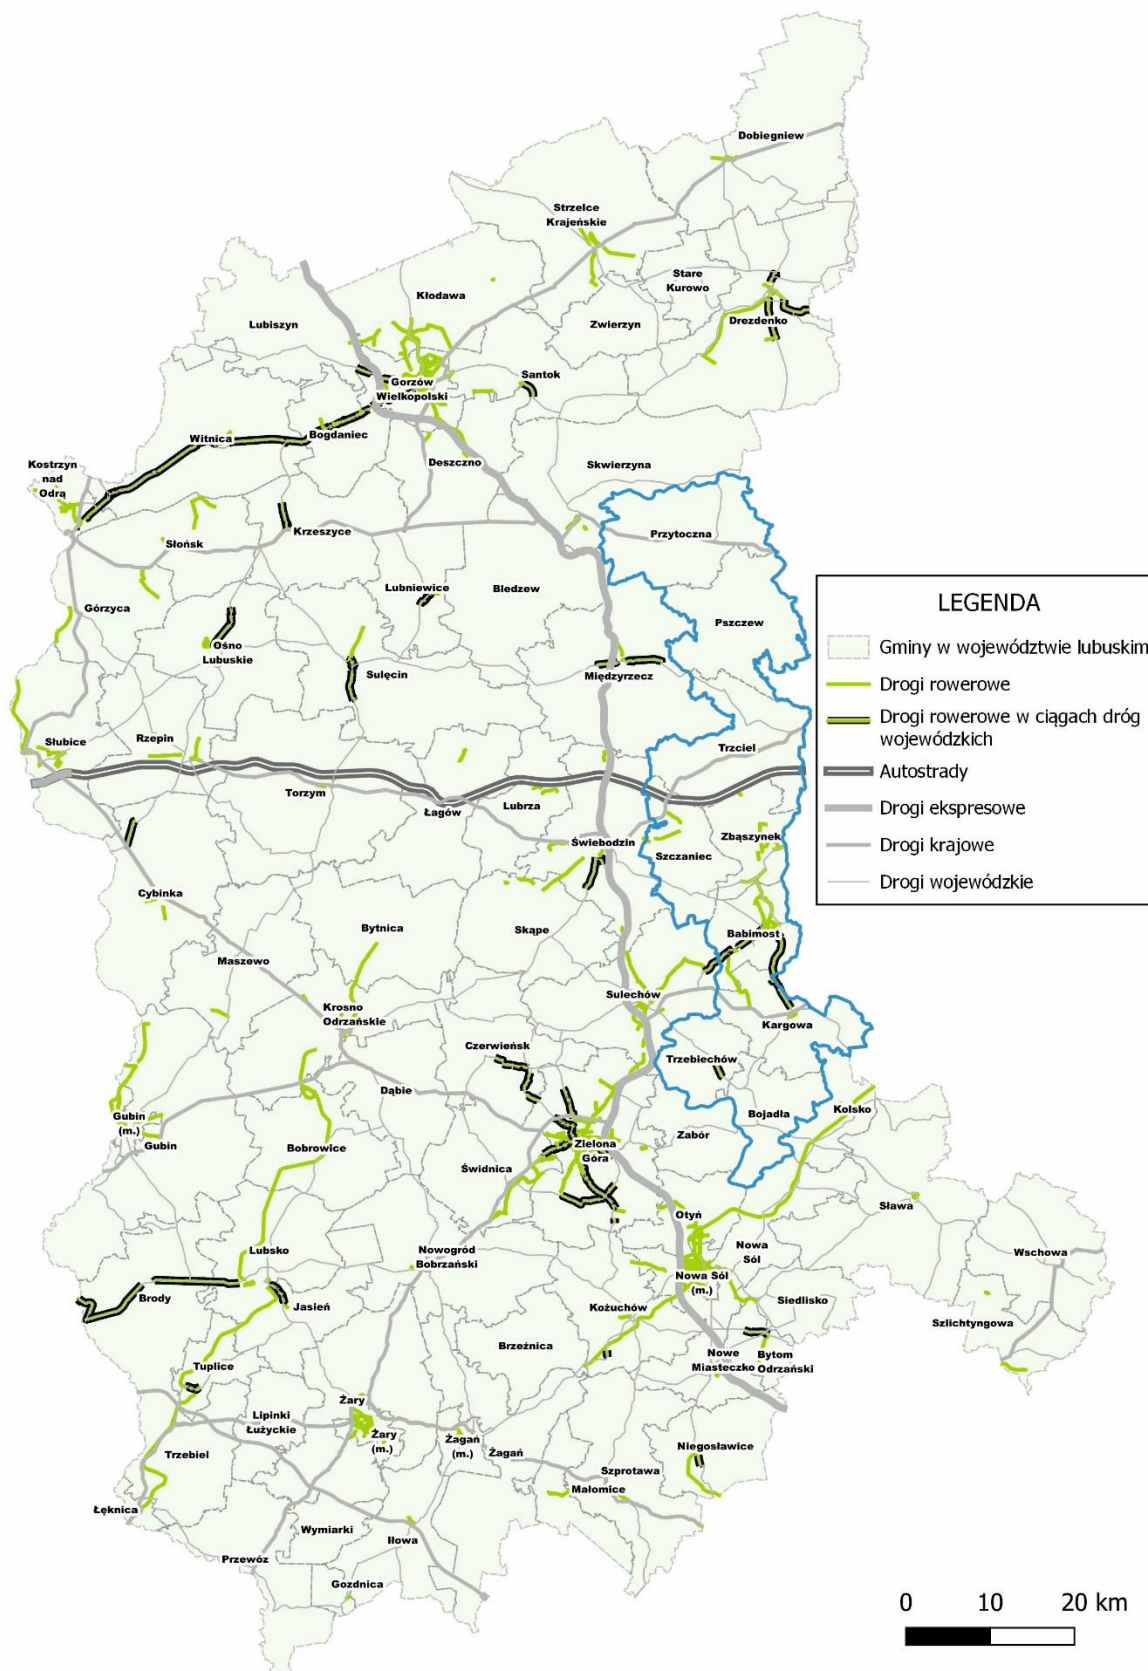 Dobiegniew
Strzelce
Krajeńskie
Stare
Kurowo
Kłodawa
Lubiszyn
Zwierzyn
Drezdenko
Santok
Gorzów
Wielkopolski
Witnica
Bogdaniec
Kostrzyn
nad
Odrą
Deszczno
Skwierzyna
Słońsk
Krzeszyce
Przytoczna
Lubniewice
Bledzew
Górzyca
Pszczew
Ośno
Lubuskie
Sulęcin
Międzyrzecz
Słubice
Rzepin
Trzciel
Torzym
Łagów
Lubrza
Świebodzin
Zbąszynek
Szczaniec
Cybinka
Bytnica
Skąpe
Babimost
Maszewo
Sulechów
Krosno
Odrzańskie
Kargowa
Czerwieńsk
Trzebiechów
Dąbie
Bojadła
Kolsko
Gubin
(m.)
Gubin
Bobrowice
Zabór
Zielona
Góra
Świdnica
Sława
Otyń
Lubsko
Nowogród
Bobrzański
Nowa
Sól
Wschowa
Nowa Sól
(m.)
Brody
Jasień
Siedlisko
Kożuchów
Szlichtyngowa
Brzeźnica
Nowe
Miasteczko
Bytom
Odrzański
Tuplice
Żary
Lipinki
Łużyckie
Żary
(m.)
Żagań
(m.)
Żagań
Niegosławice
Trzebiel
Szprotawa
Małomice
Łęknica
Wymiarki
Iłowa
Przewóz
Gozdnica
LEGENDA
Gminy w województwie lubuskim
Drogi rowerowe
Drogi rowerowe w ciągach dróg
wojewódzkich
Autostrady
Drogi ekspresowe
Drogi krajowe
Drogi wojewódzkie
0 10 20 km